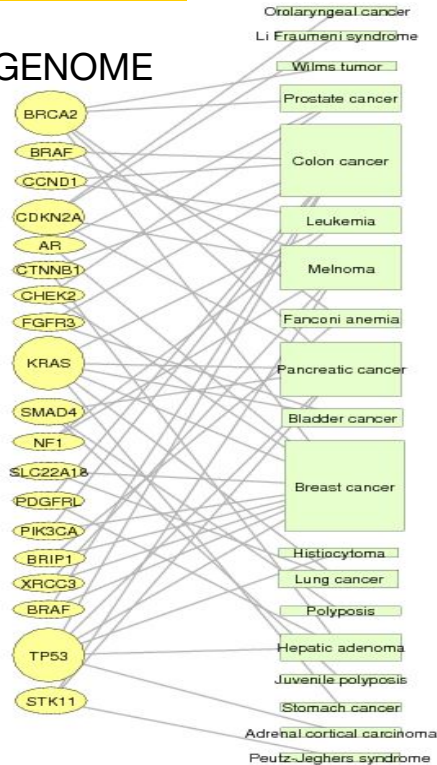 GENOME
BRCA2
BRAF
CCND1
CDKN2A
AR
CTNNB1
CHEK2
FGFR3
KRAS
SMAD4
NF1
SLC22A18
PDGFRL
PIK3CA
BRIP1
XRCC3
BRAF
TP53
STK11
Orolaryngeal cancer
Li Fraumeni syndrome
Wilms tumor
Prostate cancer
Colon cancer
Leukemia
Melnoma
Fanconi anemia
Pancreatic cancer
Bladder cancer
Breast cancer
Histiocytoma
Lung cancer
Polyposis
Hepatic adenoma
Juvenile polyposis
Stomach cancer
Adrenal cortical carcinoma
Peutz-Jeghers syndrome